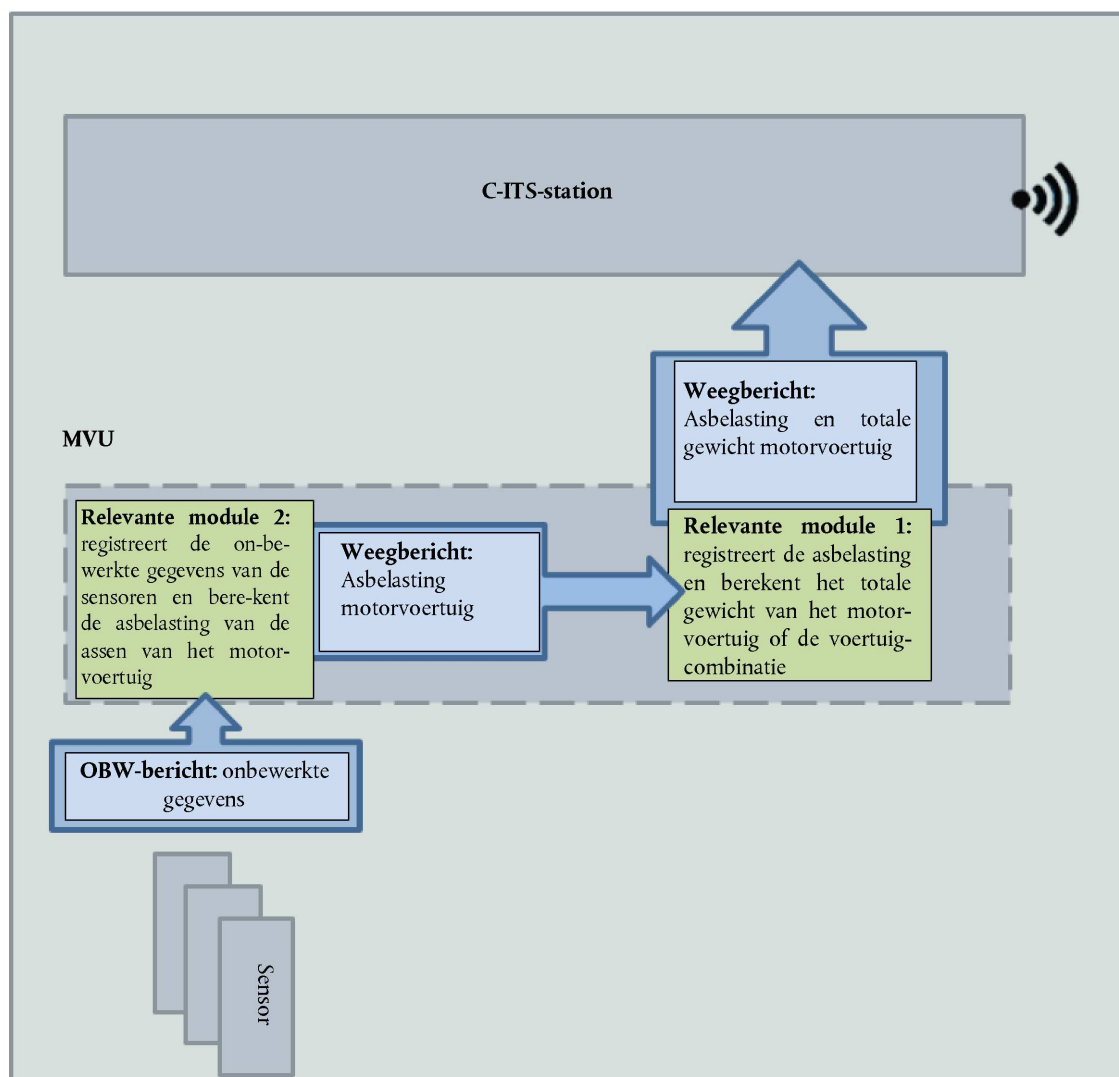 C-ITS-station
Weegbericht:
Asbelasting en totale
gewicht motorvoertuig
MVU
Relevante module 2:
registreert de on-be-
werkte gegevens van de
sensoren en bere-kent
de asbelasting van de
assen van het motor-
voertuig
Weegbericht:
Asbelasting
motorvoertuig
Relevante module 1:
registreert de asbelasting
en berekent het totale
gewicht van het motor-
voertuig of de voertuig-
combinatie
OBW-bericht: onbewerkte
gegevens
Sensor